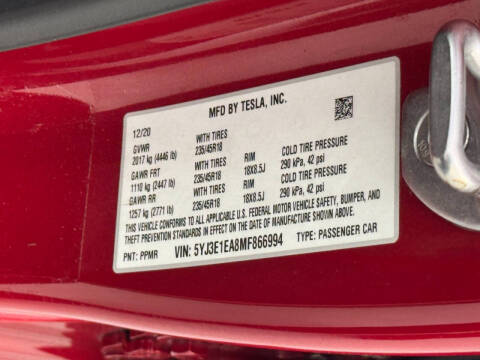 MFD BY TESLA, INC.
12/20
GVWR WITH TIRES RIM COLD TIRE PRESSURE
2017 kg (4446 lb) 235/45R18 18X8.5J 290 kPa, 42 psi
GAWR FRT WITH TIRES RIM COLD TIRE PRESSURE
1110 kg (2447 lb) 235/45R18 18X8.5J 290 kPa, 42 psi
GAWR RR WITH TIRES
1257 kg (2771 lb) 235/45R18
THIS VEHICLE CONFORMS TO ALL APPLICABLE U.S. FEDERAL MOTOR VEHICLE SAFETY, BUMPER, AND
THEFT PREVENTION STANDARDS IN EFFECT ON THE DATE OF MANUFACTURE SHOWN ABOVE.
PNT: PPMR VIN: 5YJ3E1EA8MF866994 TYPE: PASSENGER CAR